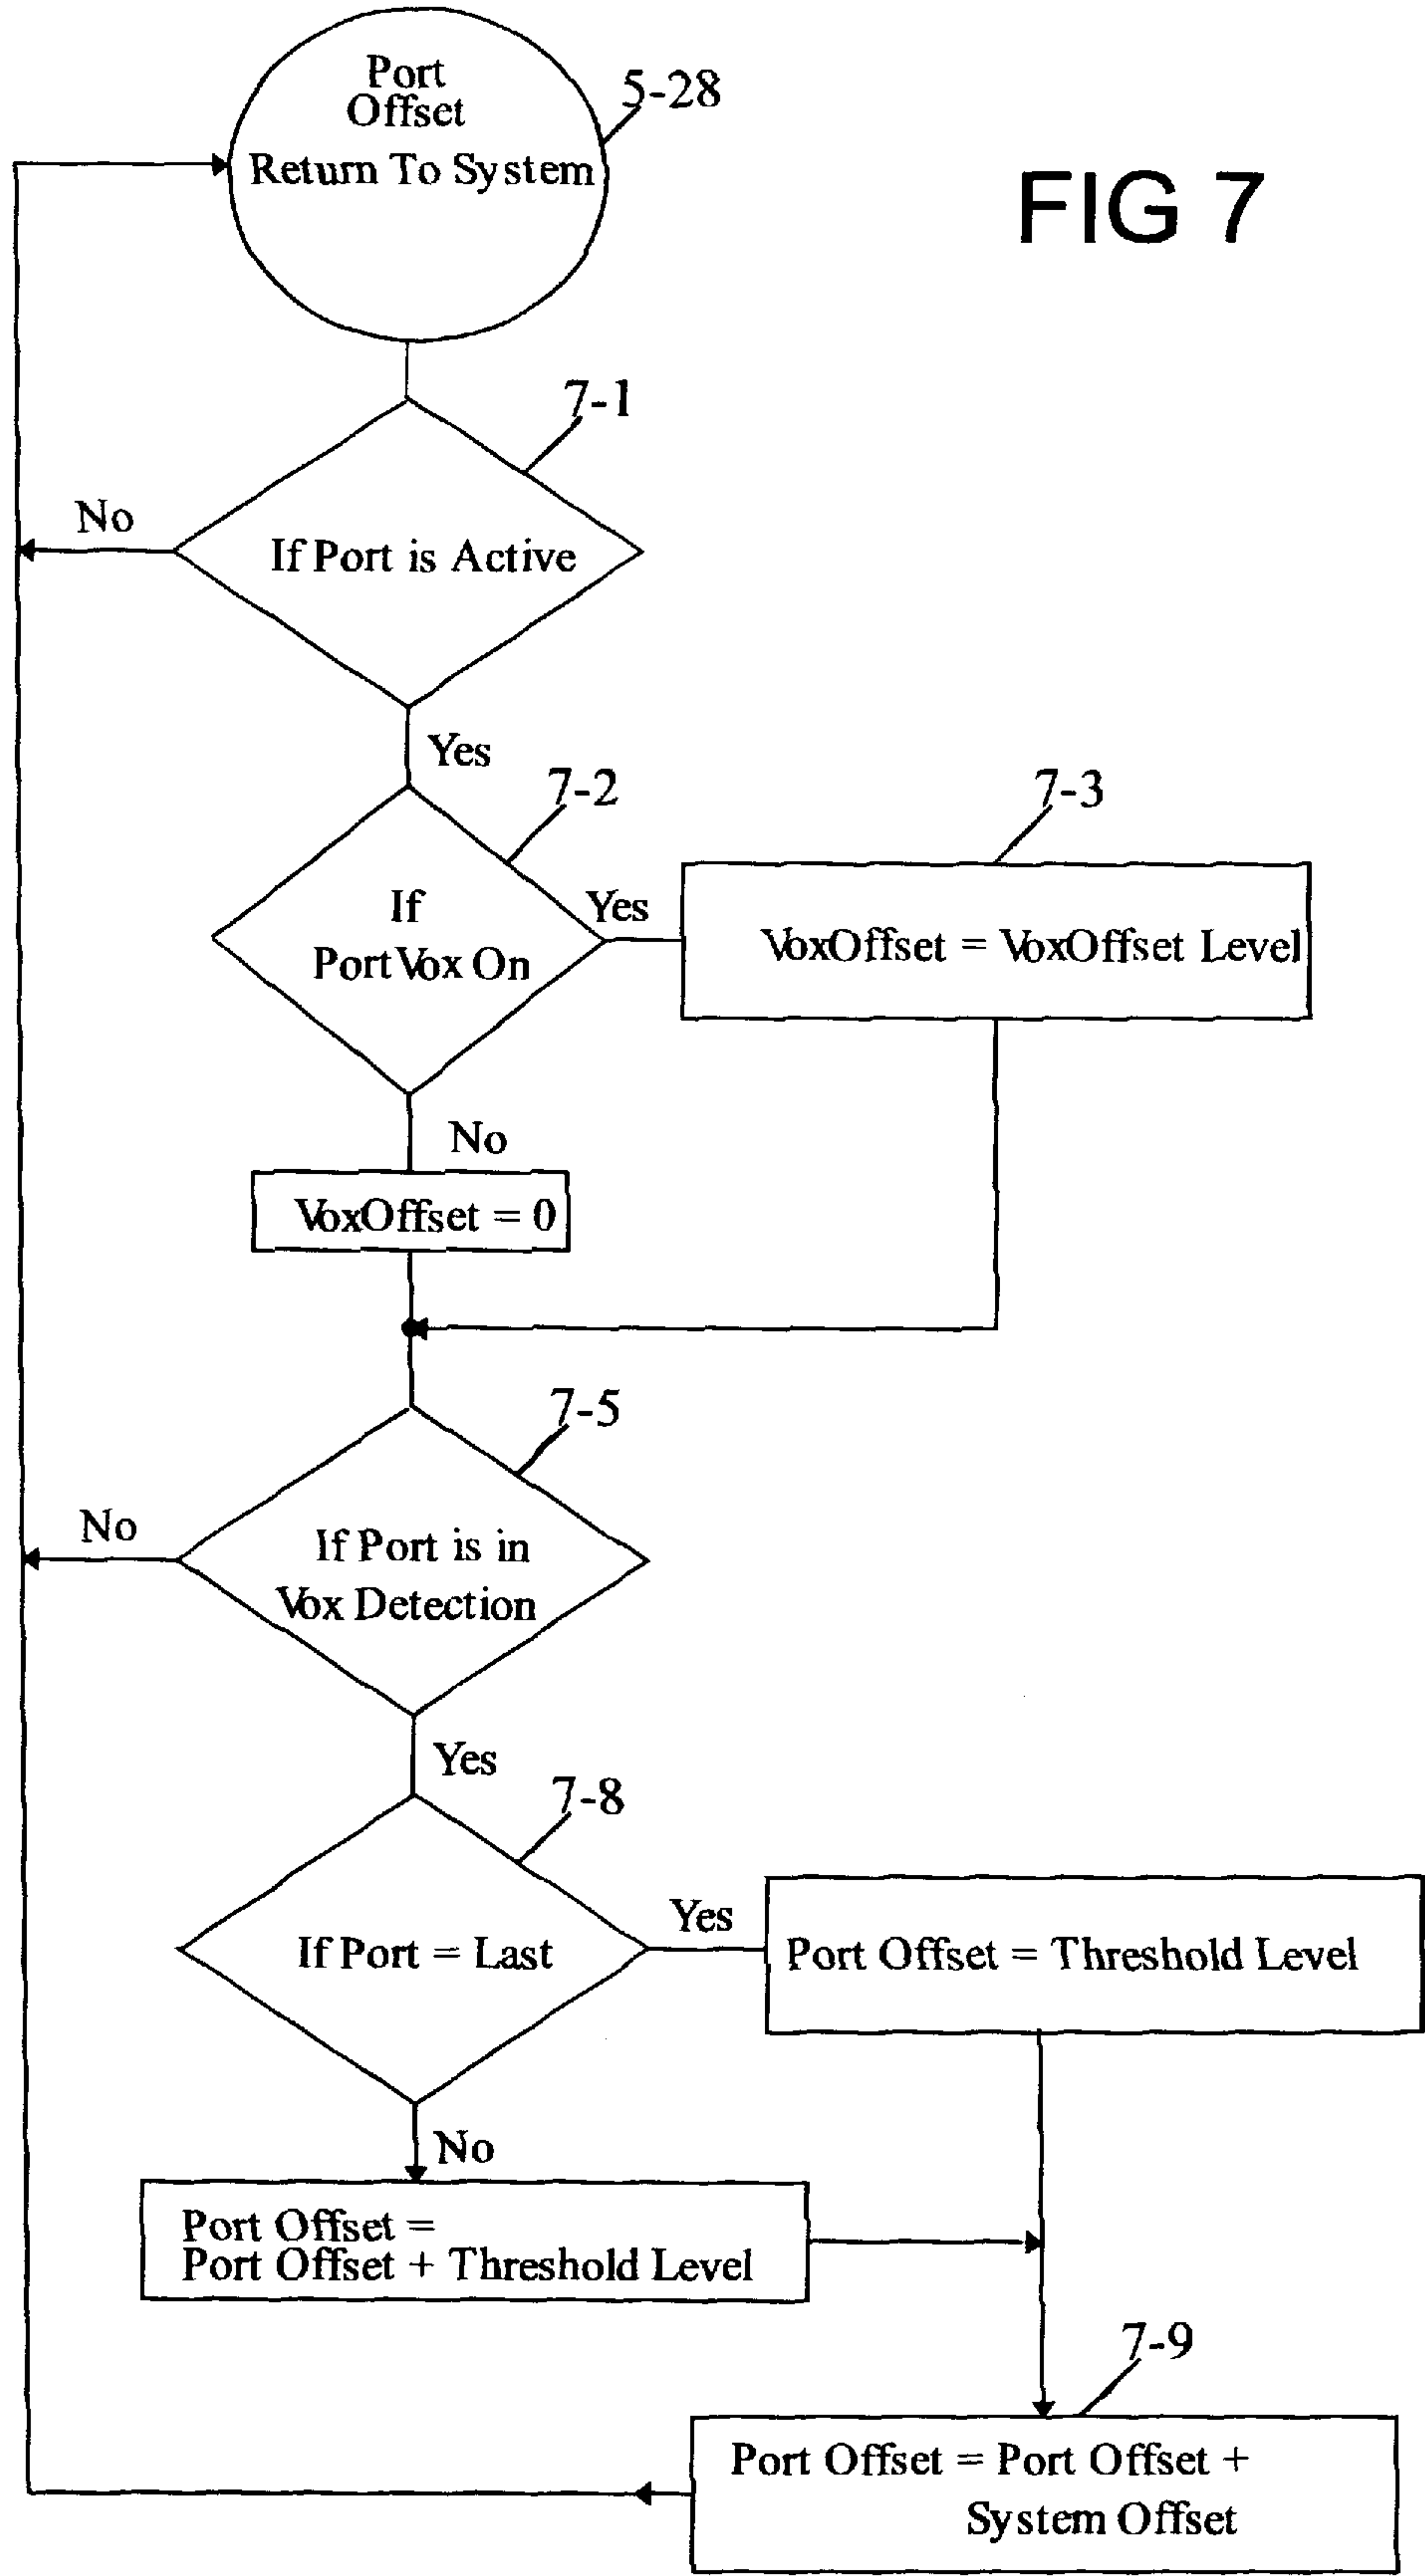 Port
Offset
Return To System
5-28
FIG 7
7-1
No
If Port is Active
Yes
7-2
7-3
If
Port Vox On
Yes
VoxOffset = VoxOffset Level
No
VoxOffset = 0
7-5
No
If Port is in
Vox Detection
Yes
7-8
If Port = Last
Yes
Port Offset = Threshold Level
No
Port Offset =
Port Offset + Threshold Level
7-9
Port Offset = Port Offset +
System Offset